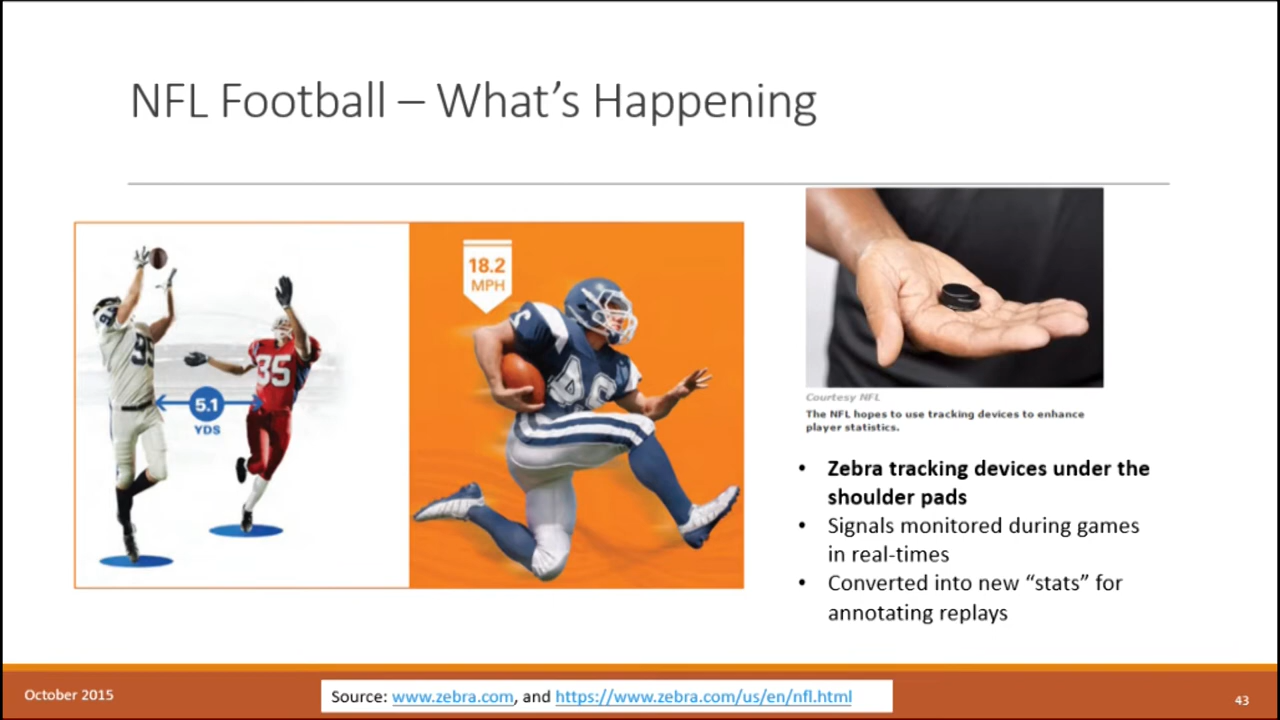 NFL Football – What's Happening
18.2
MPH
99
35
5.1
YDS
Courtesy NFL
The NFL hopes to use tracking devices to enhance
player statistics.
• Zebra tracking devices under the
shoulder pads
• Signals monitored during games
in real-times
• Converted into new “stats” for
annotating replays
October 2015
Source: www.zebra.com, and https://www.zebra.com/us/en/nfl.html
43